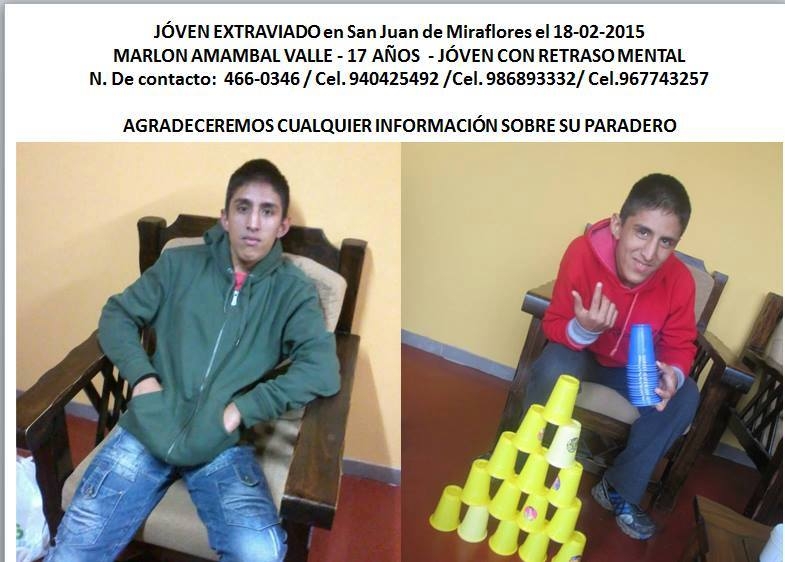 JÓVEN EXTRAVIADO en San Juan de Miraflores el 18-02-2015
MARLON AMAMBAL VALLE - 17 AÑOS - JÓVEN CON RETRASO MENTAL
N. De contacto: 466-0346 / Cel. 940425492 /Cel. 986893332/ Cel.967743257
AGRADECEREMOS CUALQUIER INFORMACIÓN SOBRE SU PARADERO